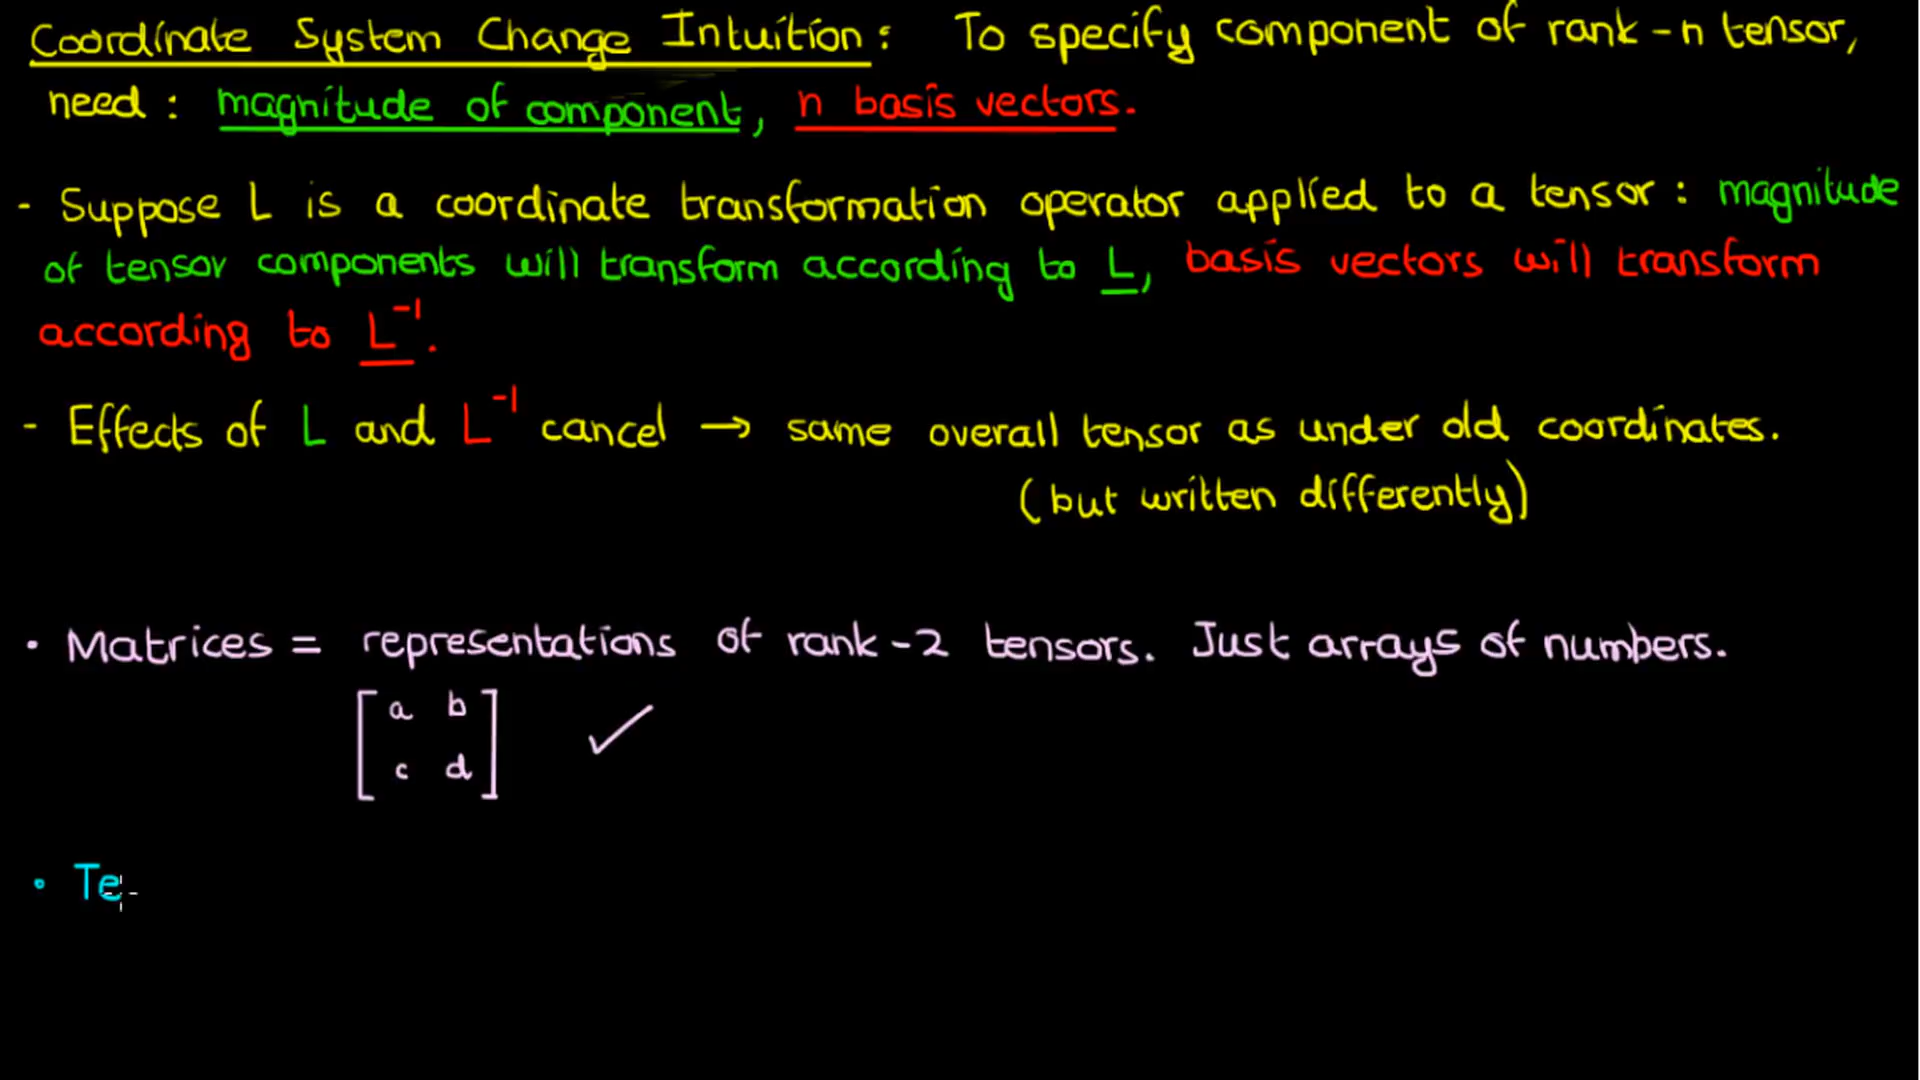 Coordinate System Change Intuition: To specify component of rank-n tensor,
need: magnitude of component, n basis vectors.
- Suppose L is a coordinate transformation operator applied to a tensor: magnitude
of tensor components will transform according to L, basis vectors will transform
according to L⁻¹.
- Effects of L and L⁻¹ cancel → same overall tensor as under old coordinates.
(but written differently)
• Matrices = representations of rank-2 tensors. Just arrays of numbers.
[a b
c d] ✓
• Te